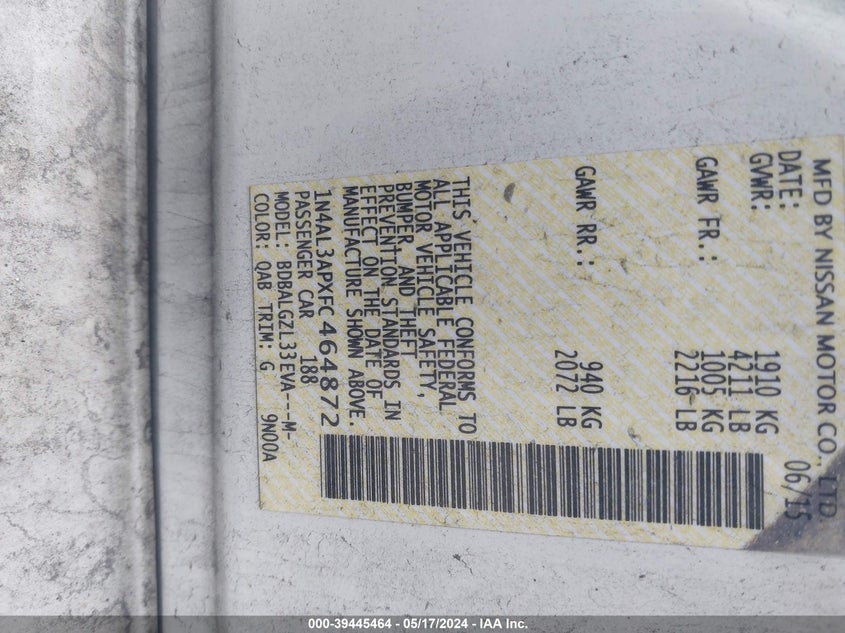 MFD BY NISSAN MOTOR CO., LTD.
DATE: 06/15
GVWR: 1910 KG
4211 LB
GAWR FR.: 1005 KG
2216 LB
GAWR RR.: 940 KG
2072 LB
THIS VEHICLE CONFORMS TO
ALL APPLICABLE FEDERAL
MOTOR VEHICLE SAFETY,
BUMPER, AND THEFT
PREVENTION STANDARDS IN
EFFECT ON THE DATE OF
MANUFACTURE SHOWN ABOVE.
1N4AL3APXFC464872
PASSENGER CAR 188
MODEL: BDBALGZL33EVA---M-
COLOR: QAB TRIM: G 9N00A
000-39445464 - 05/17/2024 - IAA Inc.